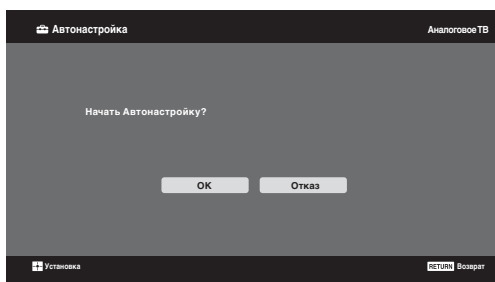 Автонастройка Аналоговое ТВ
Начать Автонастройку?
OK Отказ
Установка RETURN Возврат